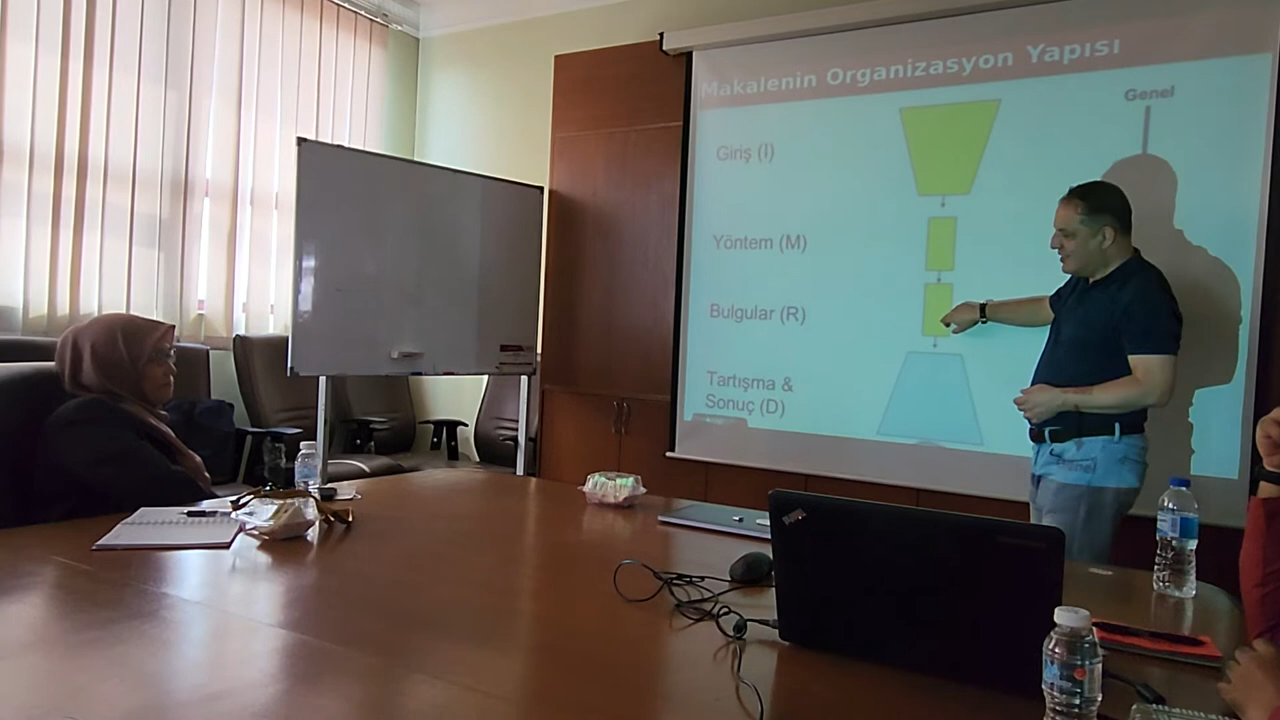 Makalenin Organizasyon Yapısı
Genel
Giriş (I)
Yöntem (M)
Bulgular (R)
Tartışma &
Sonuç (D)